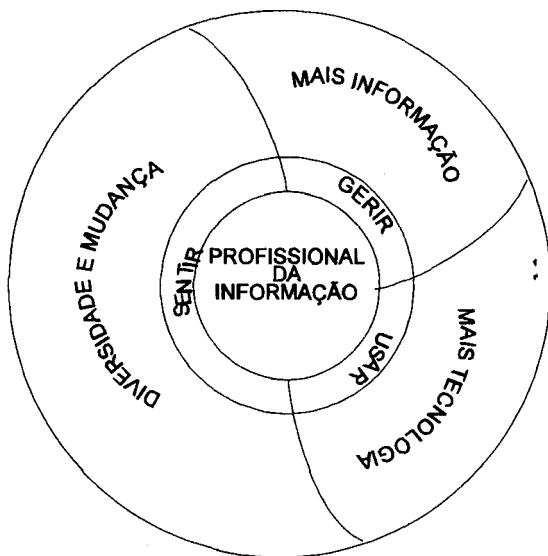 MAIS INFORMAÇÃO
GERIR
DIVERSIDADE E MUDANÇA
SENTIR
PROFISSIONAL
DA
INFORMAÇÃO
USAR
MAIS TECNOLOGIA